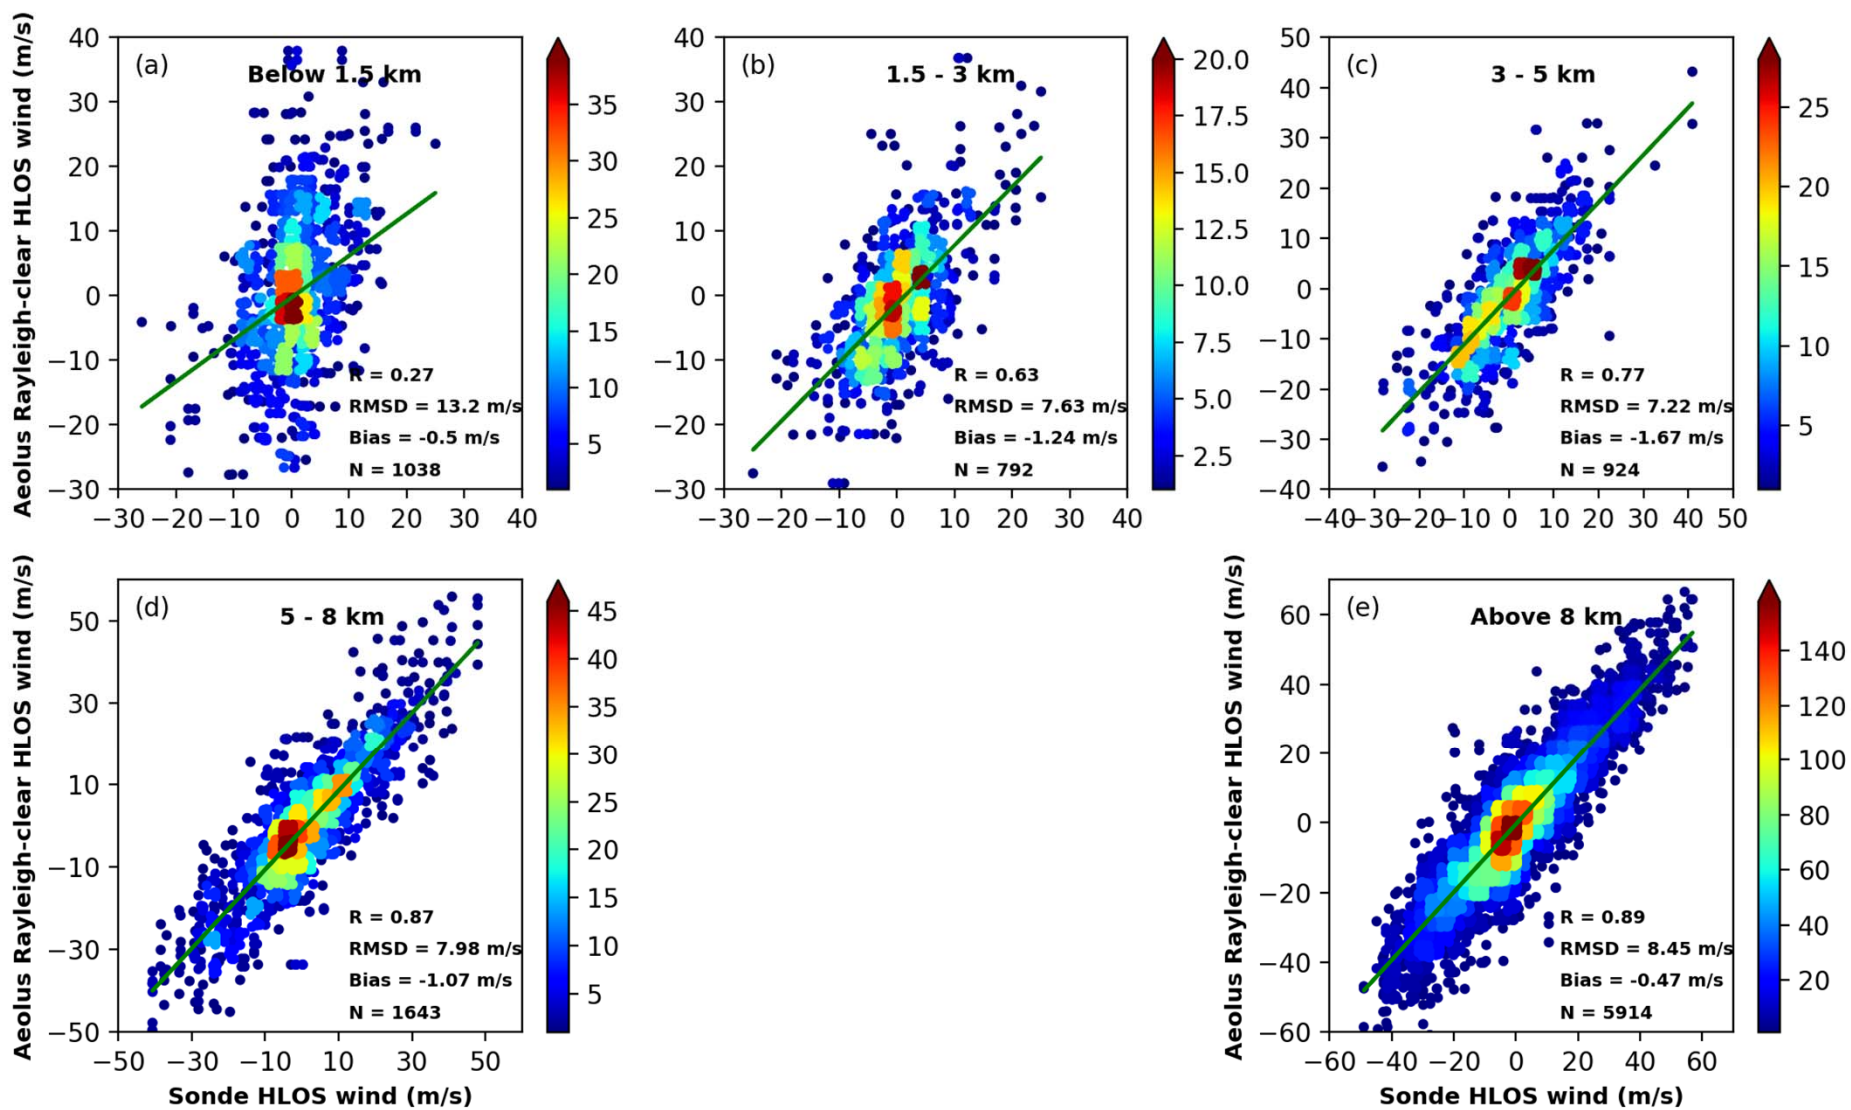 Aeolus Rayleigh-clear HLOS wind (m/s)
(a)
Below 1.5 km
40
30
20
10
0
−10
−20
−30
R = 0.27
RMSD = 13.2 m/s
Bias = -0.5 m/s
N = 1038
−30 −20 −10 0 10 20 30 40
35
30
25
20
15
10
5
(b)
1.5 - 3 km
40
30
20
10
0
−10
−20
−30
R = 0.63
RMSD = 7.63 m/s
Bias = -1.24 m/s
N = 792
−30 −20 −10 0 10 20 30 40
20.0
17.5
15.0
12.5
10.0
7.5
5.0
2.5
(c)
3 - 5 km
50
40
30
20
10
0
−10
−20
−30
−40
R = 0.77
RMSD = 7.22 m/s
Bias = -1.67 m/s
N = 924
−40 −30 −20 −10 0 10 20 30 40 50
25
20
15
10
5
Aeolus Rayleigh-clear HLOS wind (m/s)
(d)
5 - 8 km
50
30
10
−10
−30
−50
R = 0.87
RMSD = 7.98 m/s
Bias = -1.07 m/s
N = 1643
−50 −30 −10 10 30 50
Sonde HLOS wind (m/s)
45
40
35
30
25
20
15
10
5
Aeolus Rayleigh-clear HLOS wind (m/s)
(e)
Above 8 km
60
40
20
0
−20
−40
−60
R = 0.89
RMSD = 8.45 m/s
Bias = -0.47 m/s
N = 5914
−60 −40 −20 0 20 40 60
Sonde HLOS wind (m/s)
140
120
100
80
60
40
20